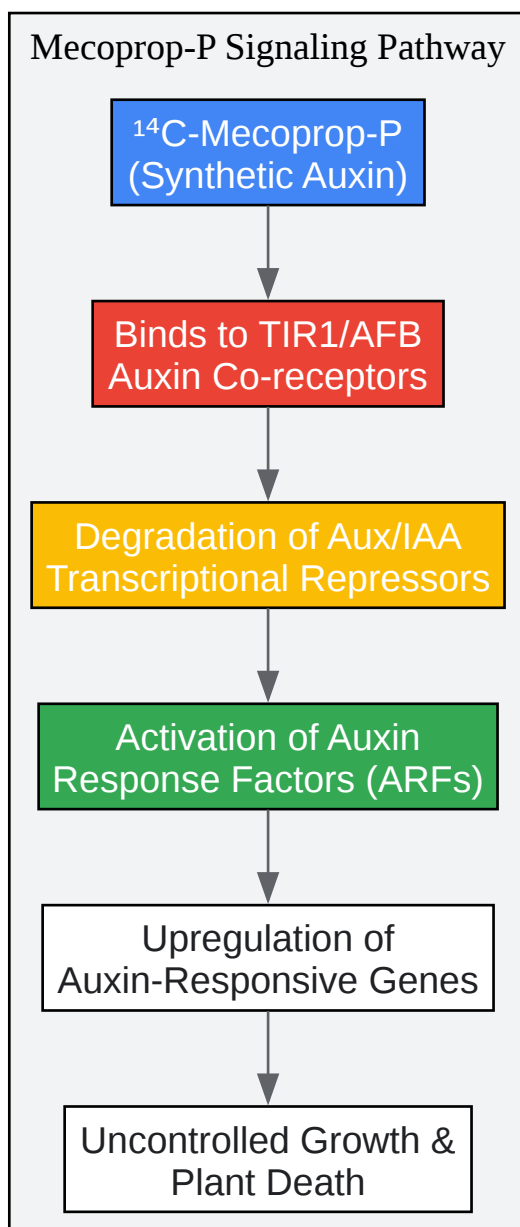 Mecoprop-P Signaling Pathway
¹⁴C-Mecoprop-P
(Synthetic Auxin)
Binds to TIR1/AFB
Auxin Co-receptors
Degradation of Aux/IAA
Transcriptional Repressors
Activation of Auxin
Response Factors (ARFs)
Upregulation of
Auxin-Responsive Genes
Uncontrolled Growth &
Plant Death